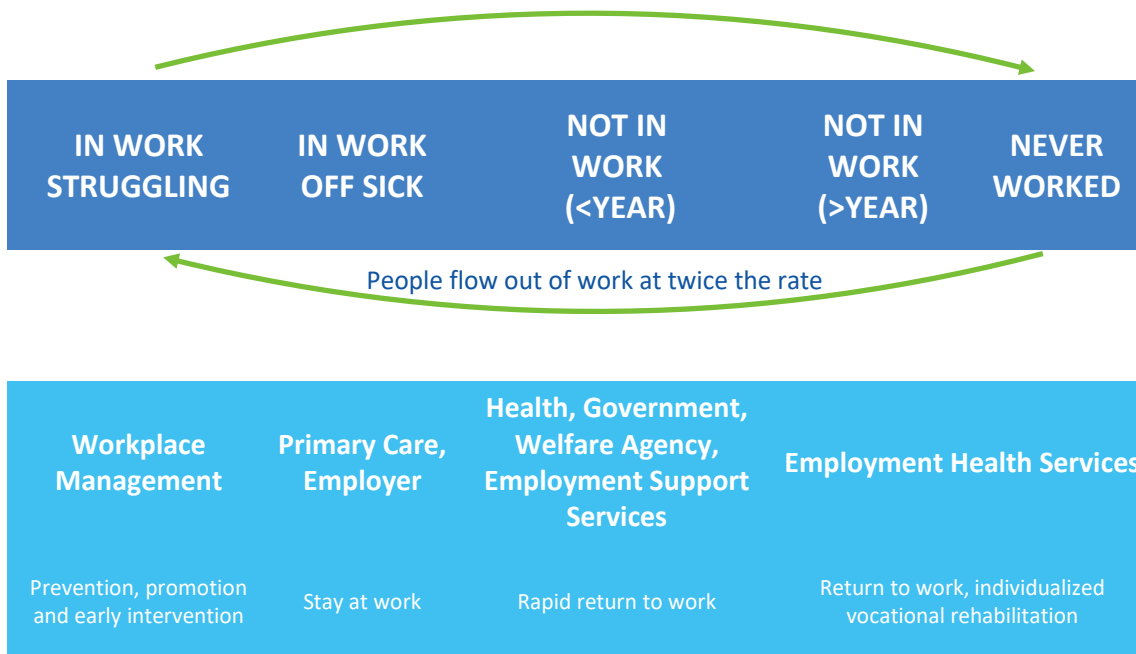 IN WORK
STRUGGLING
IN WORK
OFF SICK
NOT IN
WORK
(<YEAR)
NOT IN
WORK
(>YEAR)
NEVER
WORKED
People flow out of work at twice the rate
Workplace
Management
Primary Care,
Employer
Health, Government,
Welfare Agency,
Employment Support
Services
Employment Health Services
Prevention, promotion
and early intervention
Stay at work
Rapid return to work
Return to work, individualized
vocational rehabilitation